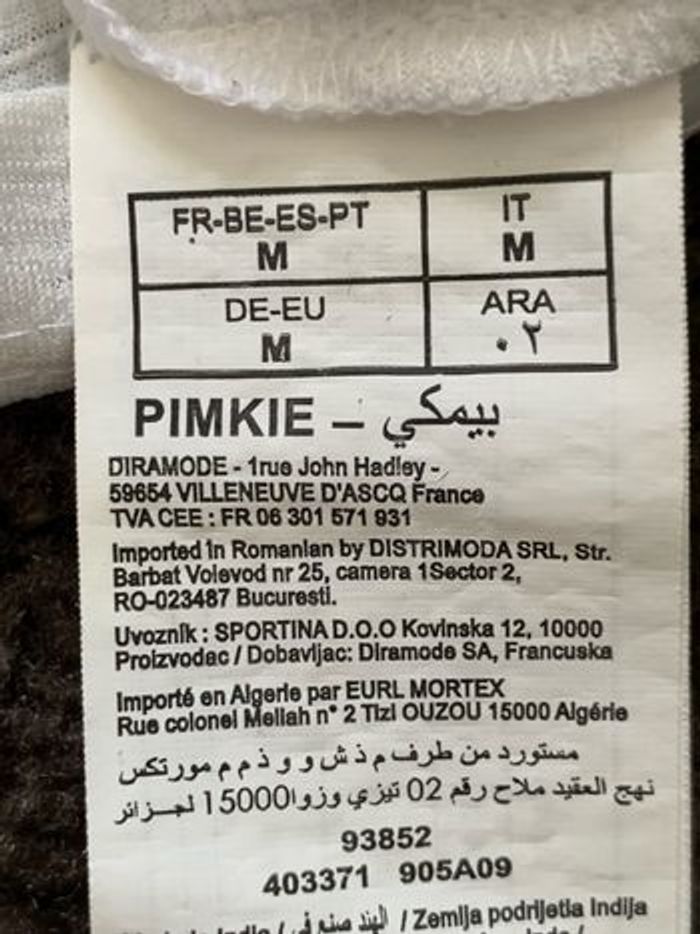 FR-BE-ES-PT
M
IT
M
DE-EU
M
ARA
٠٢
PIMKIE – بيمكي
DIRAMODE - 1rue John Hadley -
59654 VILLENEUVE D'ASCQ France
TVA CEE : FR 06 301 571 931
Imported in Romanian by DISTRIMODA SRL, Str.
Barbat Voievod nr 25, camera 1Sector 2,
RO-023487 Bucuresti.
Uvoznik : SPORTINA D.O.O Kovinska 12, 10000
Proizvodac / Dobavljac: Diramode SA, Francuska
Importé en Algerie par EURL MORTEX
Rue colonel Mellah n° 2 Tizi OUZOU 15000 Algérie
مستورد من طرف م ذ ش و و ذ م م مورتكس
نهج العقيد ملاح رقم 02 تيزي وزو15000 لجزائر
93852
403371 905A09
الهند صنع في / Zemlja podrijetla Indija